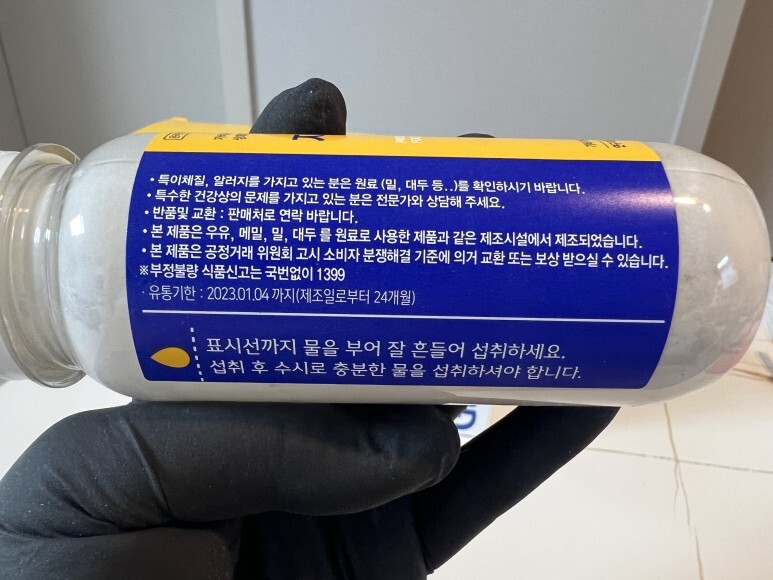 • 특이체질, 알러지를 가지고 있는 분은 원료 (밀, 대두 등..)를 확인하시기 바랍니다.
• 특수한 건강상의 문제를 가지고 있는 분은 전문가와 상담해 주세요.
• 반품및 교환 : 판매처로 연락 바랍니다.
• 본 제품은 우유, 메밀, 밀, 대두 를 원료로 사용한 제품과 같은 제조시설에서 제조되었습니다.
• 본 제품은 공정거래 위원회 고시 소비자 분쟁해결 기준에 의거 교환 또는 보상 받으실 수 있습니다.
※부정불량 식품신고는 국번없이 1399
· 유통기한 : 2023.01.04 까지(제조일로부터 24개월)
표시선까지 물을 부어 잘 흔들어 섭취하세요.
섭취 후 수시로 충분한 물을 섭취하셔야 합니다.